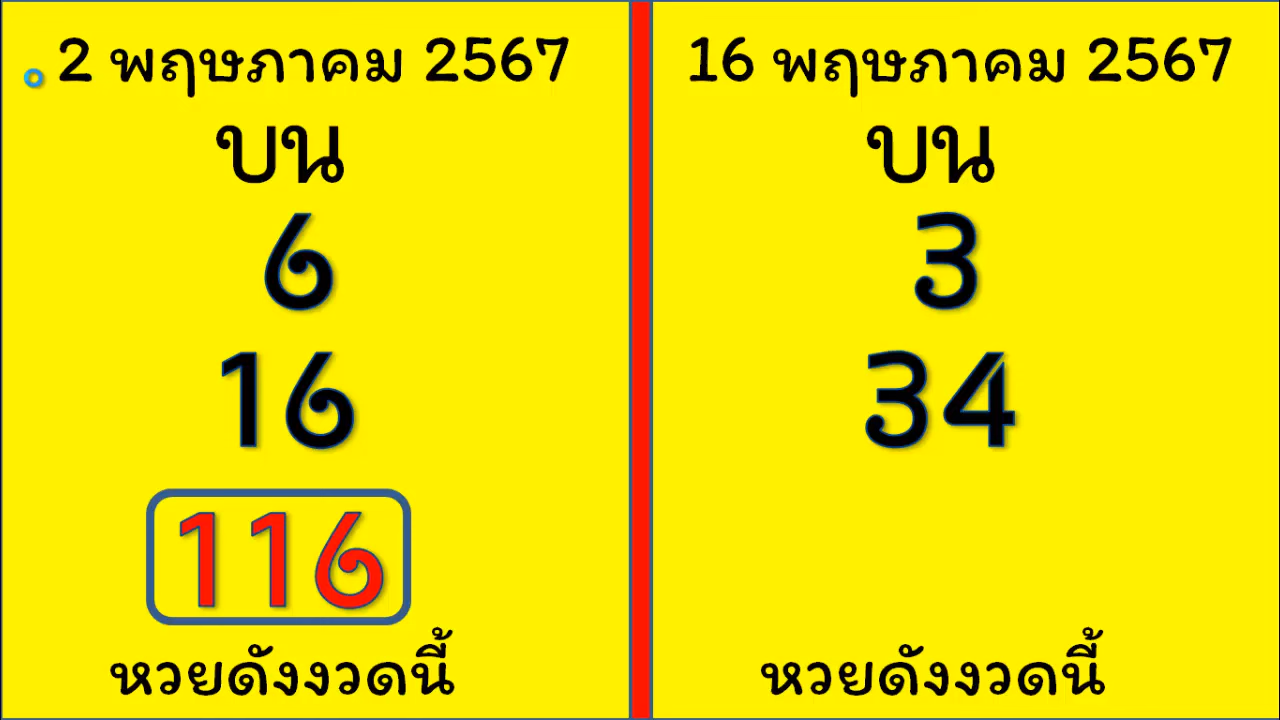 2 พฤษภาคม 2567
บน
6
16
116
หวยดังงวดนี้
16 พฤษภาคม 2567
บน
3
34
หวยดังงวดนี้